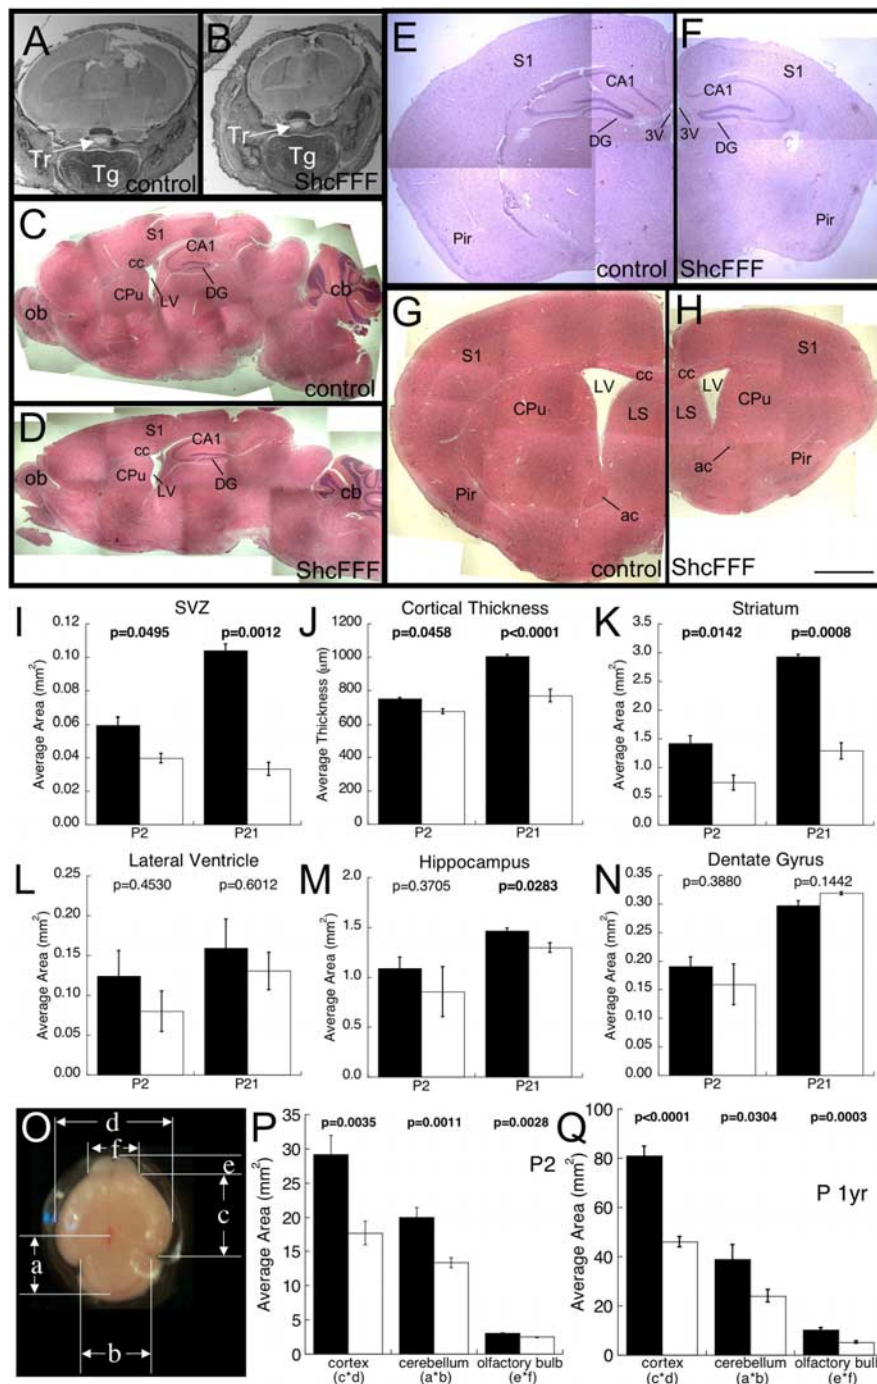 A
Tr
Tg
control
B
Tr
Tg
ShcFFF
C
S1
CA1
cc
CPu
LV
DG
ob
cb
control
D
S1
CA1
cc
CPu
LV
DG
ob
cb
ShcFFF
E
S1
CA1
DG
3V
Pir
control
F
S1
CA1
3V
DG
Pir
ShcFFF
G
S1
cc
LV
CPu
LS
Pir
ac
control
H
S1
cc
LV
CPu
LS
ac
Pir
ShcFFF
I
SVZ
p=0.0495 p=0.0012
Average Area (mm²)
0.12
0.10
0.08
0.06
0.04
0.02
0.00
P2 P21
J
Cortical Thickness
p=0.0458 p<0.0001
Average Thickness (μm)
1200
1000
800
600
400
200
0
P2 P21
K
Striatum
p=0.0142 p=0.0008
Average Area (mm²)
3.5
3.0
2.5
2.0
1.5
1.0
0.5
0.0
P2 P21
L
Lateral Ventricle
p=0.4530 p=0.6012
Average Area (mm²)
0.25
0.20
0.15
0.10
0.05
0.00
P2 P21
M
Hippocampus
p=0.3705 p=0.0283
Average Area (mm²)
2.0
1.5
1.0
0.5
0.0
P2 P21
N
Dentate Gyrus
p=0.3880 p=0.1442
Average Area (mm²)
0.35
0.30
0.25
0.20
0.15
0.10
0.05
0.00
P2 P21
O
d
f
e
c
a
b
P
p=0.0035 p=0.0011 p=0.0028
P2
Average Area (mm²)
35
30
25
20
15
10
5
0
cortex cerebellum olfactory bulb
(c*d) (a*b) (e*f)
Q
p<0.0001 p=0.0304 p=0.0003
P 1yr
Average Area (mm²)
100
80
60
40
20
0
cortex cerebellum olfactory bulb
(c*d) (a*b) (e*f)